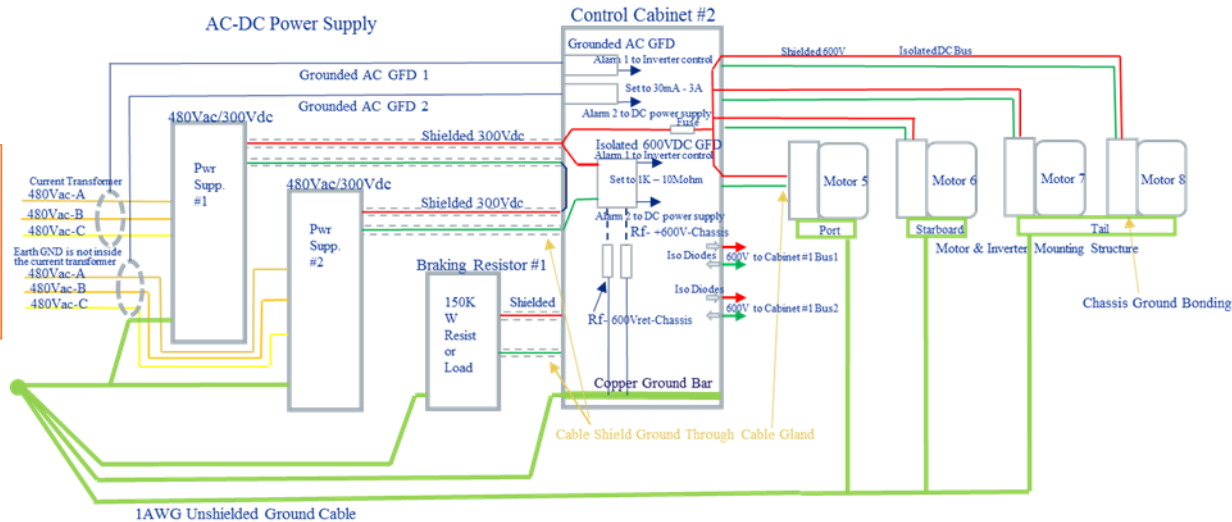 Control Cabinet #2
AC-DC Power Supply
Grounded AC GFD
Alarm 1 to Inverter control
Shielded 600V
Isolated DC Bus
Grounded AC GFD 1
Set to 30mA - 3A
Grounded AC GFD 2
Alarm 2 to DC power supply
480Vac/300Vdc
Fuse
Shielded 300Vdc
Isolated 600VDC GFD
Alarm 1 to Inverter control
Pwr
Supp.
#1
Current Transformer
480Vac-A
480Vac-B
480Vac-C
480Vac/300Vdc
Shielded 300Vdc
Set to 1K – 10Mohm
Motor 5
Motor 6
Motor 7
Motor 8
Alarm 2 to DC power supply
Pwr
Supp.
#2
Rf- +600V-Chassis
Port
Starboard
Tail
Earth GND is not inside
the current transformer
480Vac-A
480Vac-B
480Vac-C
Motor & Inverter Mounting Structure
Iso Diodes
600V to Cabinet #1 Bus1
Braking Resistor #1
150K
W
Resist
or
Load
Shielded
Iso Diodes
600V to Cabinet #1 Bus2
Chassis Ground Bonding
Rf- 600Vret-Chassis
Copper Ground Bar
Cable Shield Ground Through Cable Gland
1AWG Unshielded Ground Cable